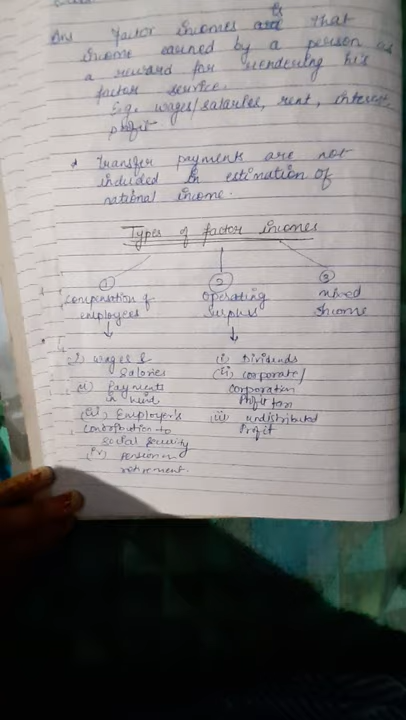 Ans Factor incomes is that
income earned by a person as
a reward for rendering his
factor service.
E.g. wages/salaries, rent, interest,
profit
* Transfer payments are not
included in estimation of
national income.
Types of factor incomes
① ② ③
compensation of employees
operating surplus
mixed income
i) wages &
salaries
(ii) Payments
in kind
(iii) Employer's
contribution to
social security
(iv) Pension on
retirement.
(i) Dividends
(ii) corporate/
corporation
profit tax
iii) undistributed
Profit